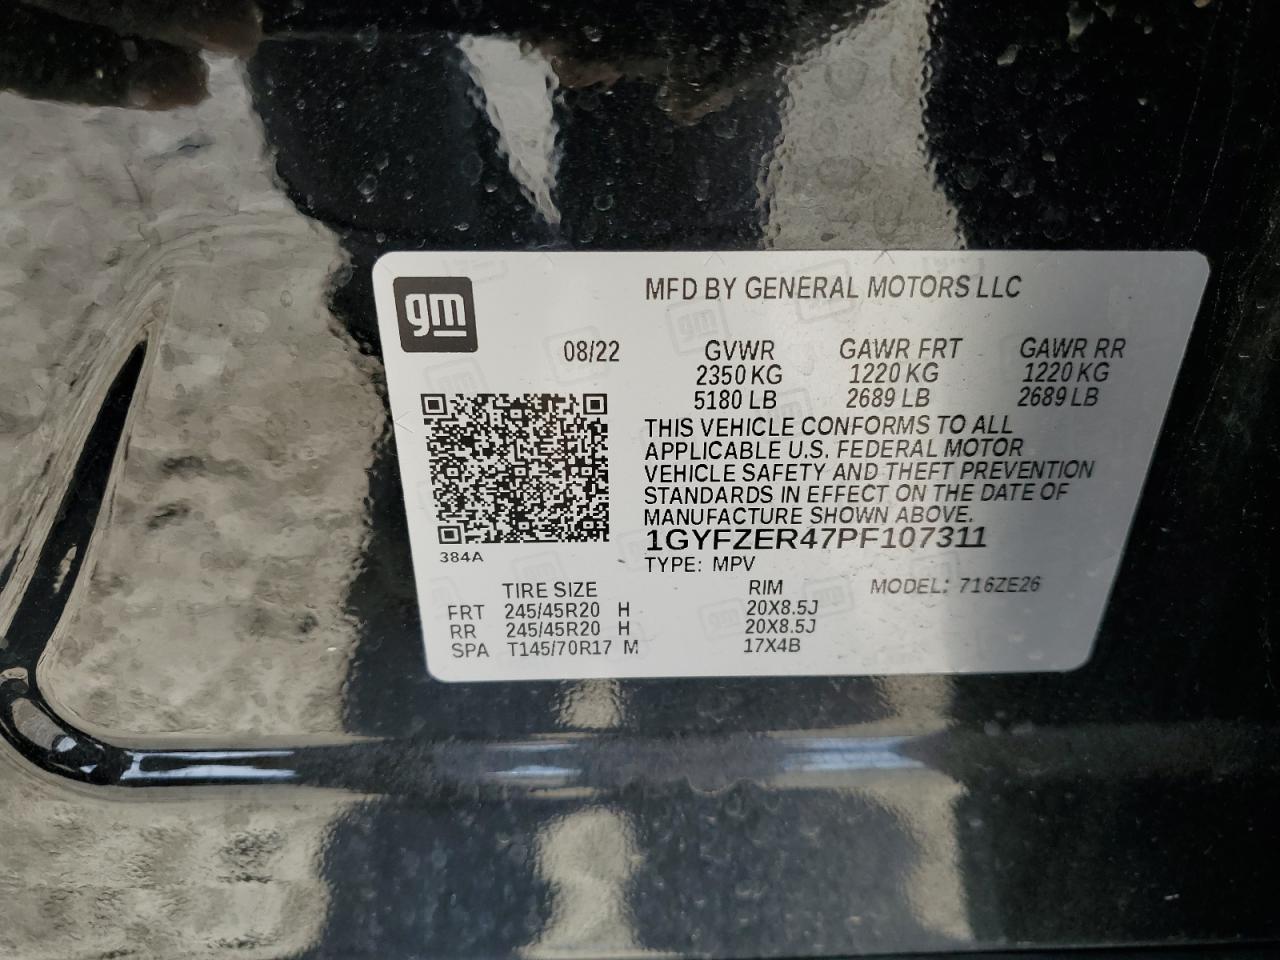 gm
MFD BY GENERAL MOTORS LLC
08/22
GVWR GAWR FRT GAWR RR
2350 KG 1220 KG 1220 KG
5180 LB 2689 LB 2689 LB
THIS VEHICLE CONFORMS TO ALL
APPLICABLE U.S. FEDERAL MOTOR
VEHICLE SAFETY AND THEFT PREVENTION
STANDARDS IN EFFECT ON THE DATE OF
MANUFACTURE SHOWN ABOVE.
1GYFZER47PF107311
384A
TYPE: MPV
TIRE SIZE RIM MODEL: 716ZE26
FRT 245/45R20 H 20X8.5J
RR 245/45R20 H 20X8.5J
SPA T145/70R17 M 17X4B